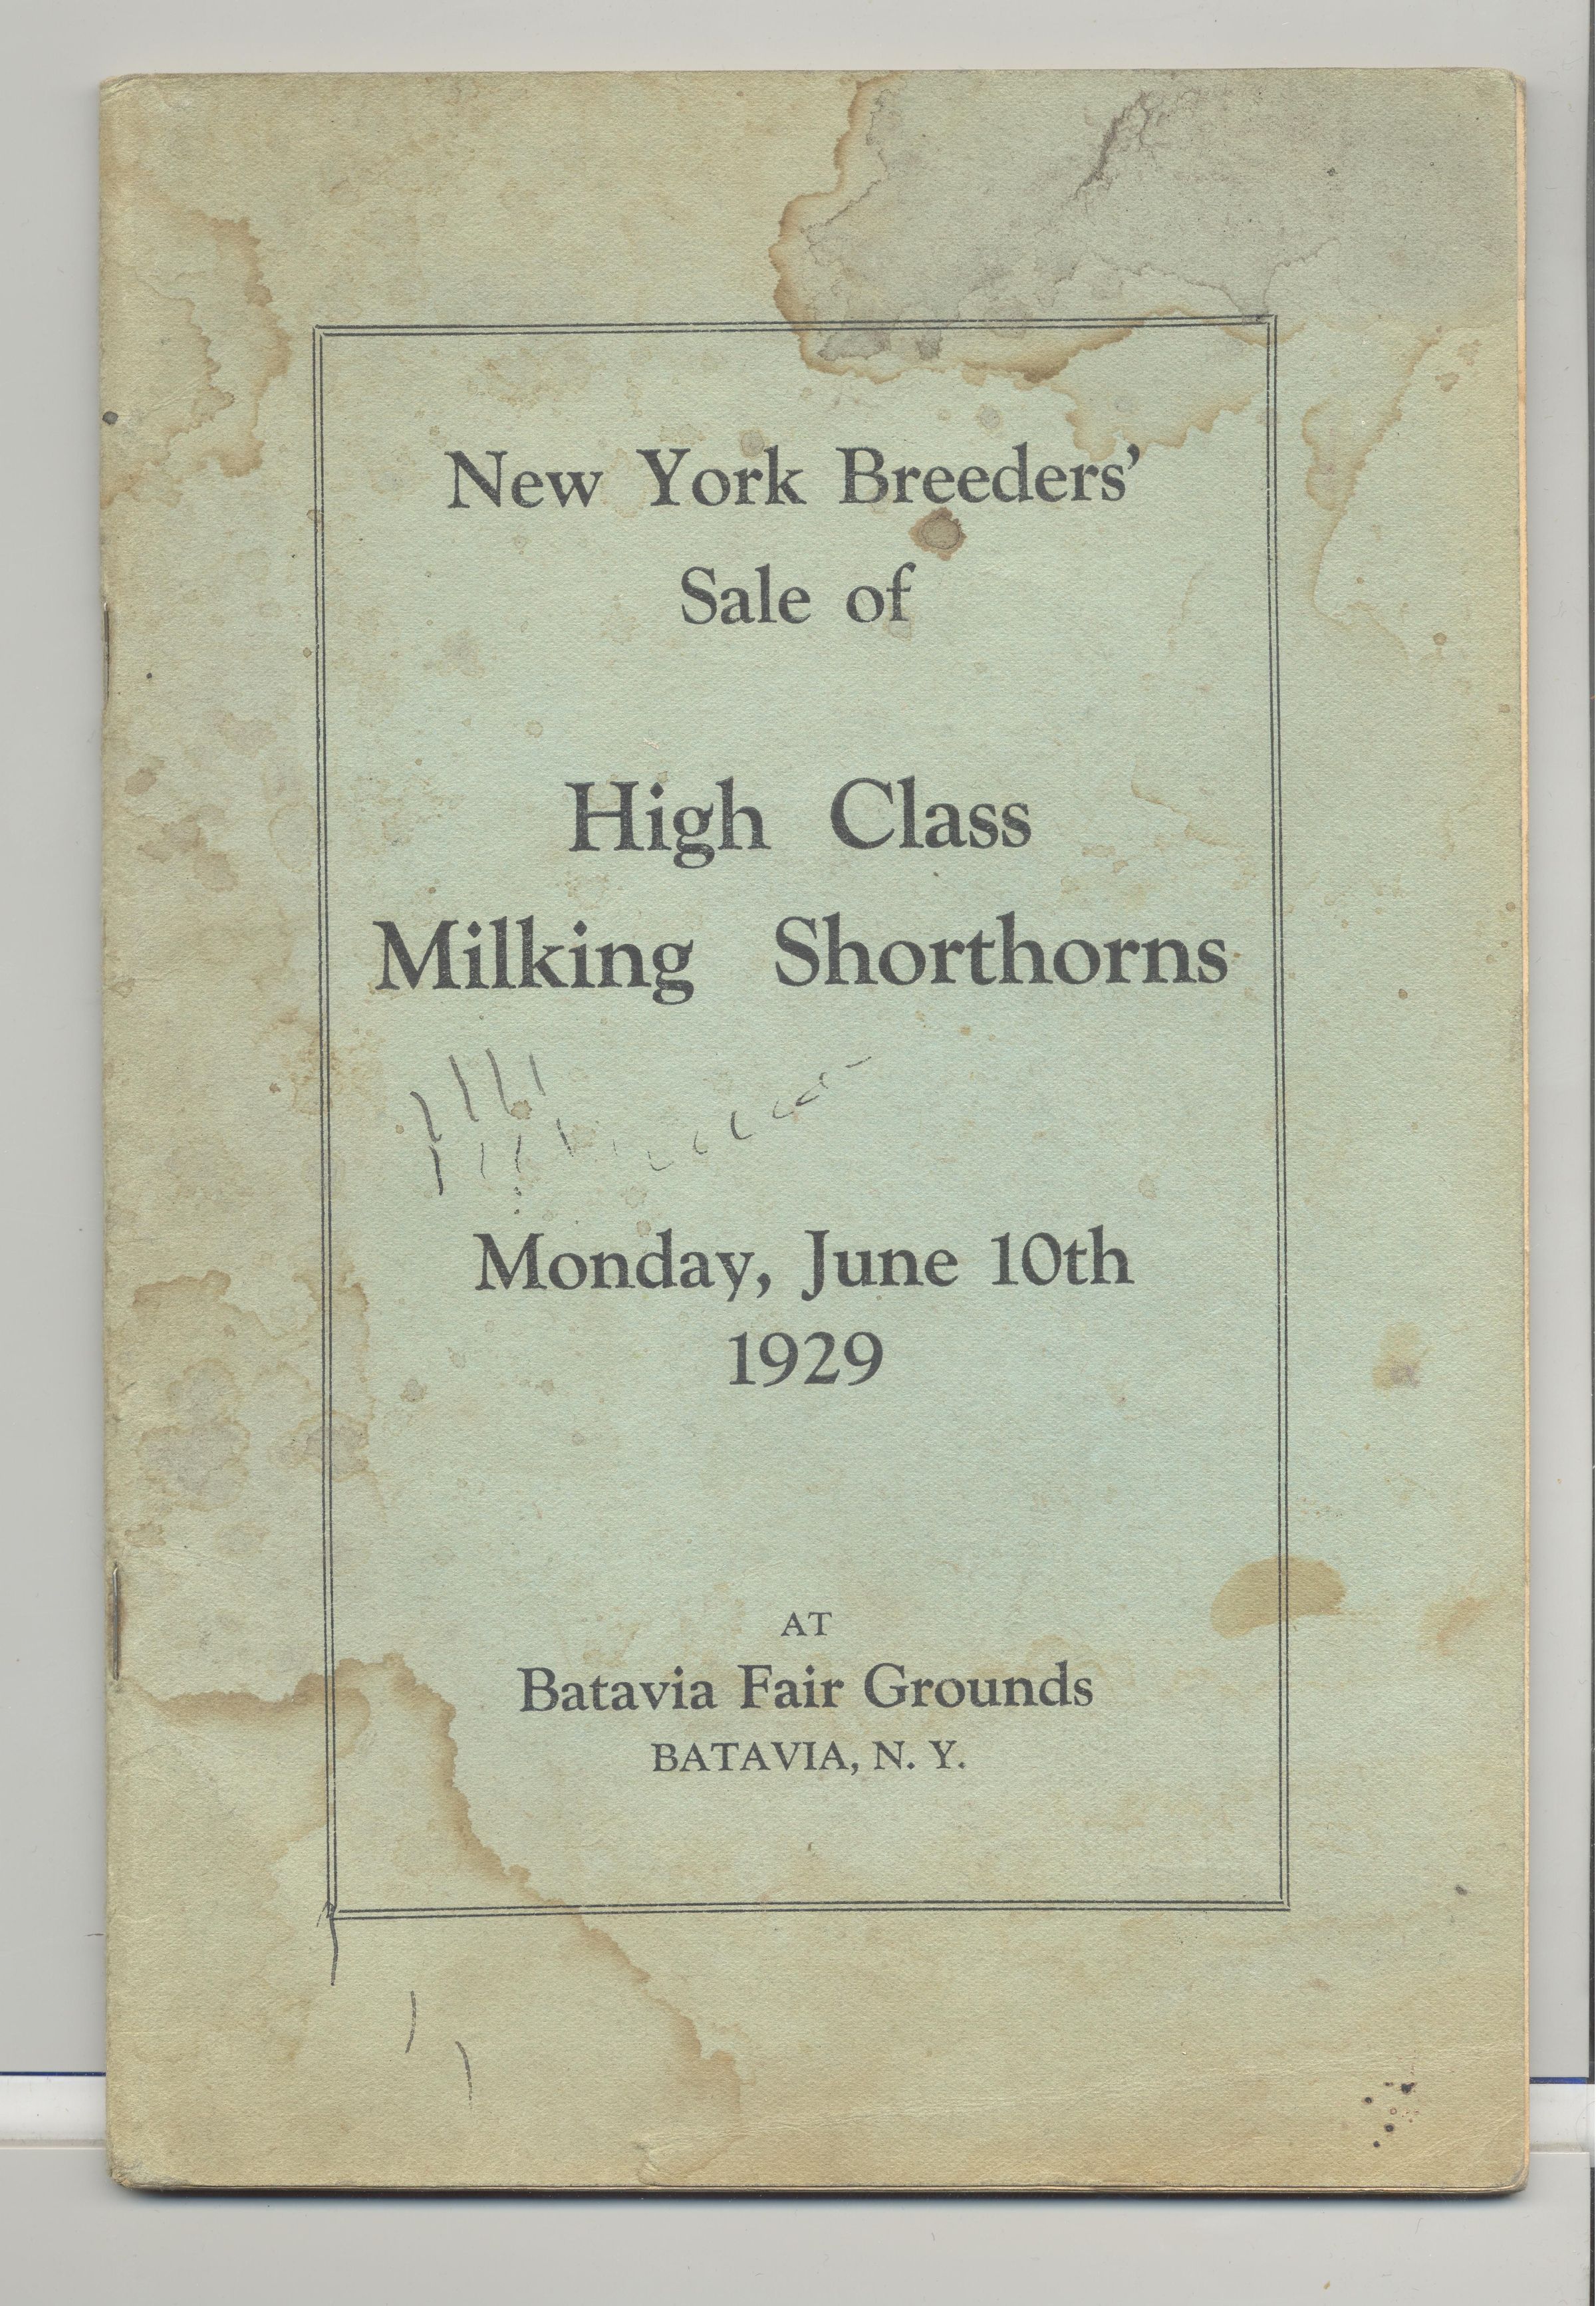 New York Breeders'
Sale of
High Class
Milking Shorthorns
Monday, June 10th
1929
AT
Batavia Fair Grounds
BATAVIA, N. Y.